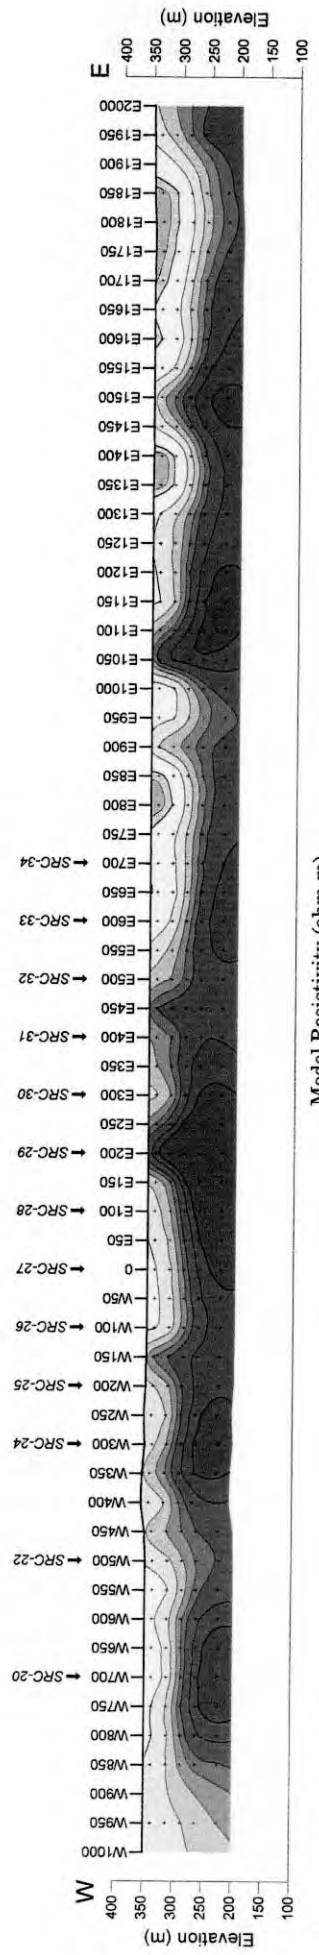 SRC-20 SRC-22 SRC-24 SRC-25 SRC-26 SRC-27 SRC-28 SRC-29 SRC-30 SRC-31 SRC-32 SRC-33 SRC-34
W E
W1000 W950 W900 W850 W800 W750 W700 W650 W600 W550 W500 W450 W400 W350 W300 W250 W200 W150 W100 W50 0 E50 E100 E150 E200 E250 E300 E350 E400 E450 E500 E550 E600 E650 E700 E750 E800 E850 E900 E950 E1000 E1050 E1100 E1150 E1200 E1250 E1300 E1350 E1400 E1450 E1500 E1550 E1600 E1650 E1700 E1750 E1800 E1850 E1900 E1950 E2000
Elevation (m)
400
350
300
250
200
150
100
Elevation (m)
400
350
300
250
200
150
100
Model Resistivity (ohm.m)